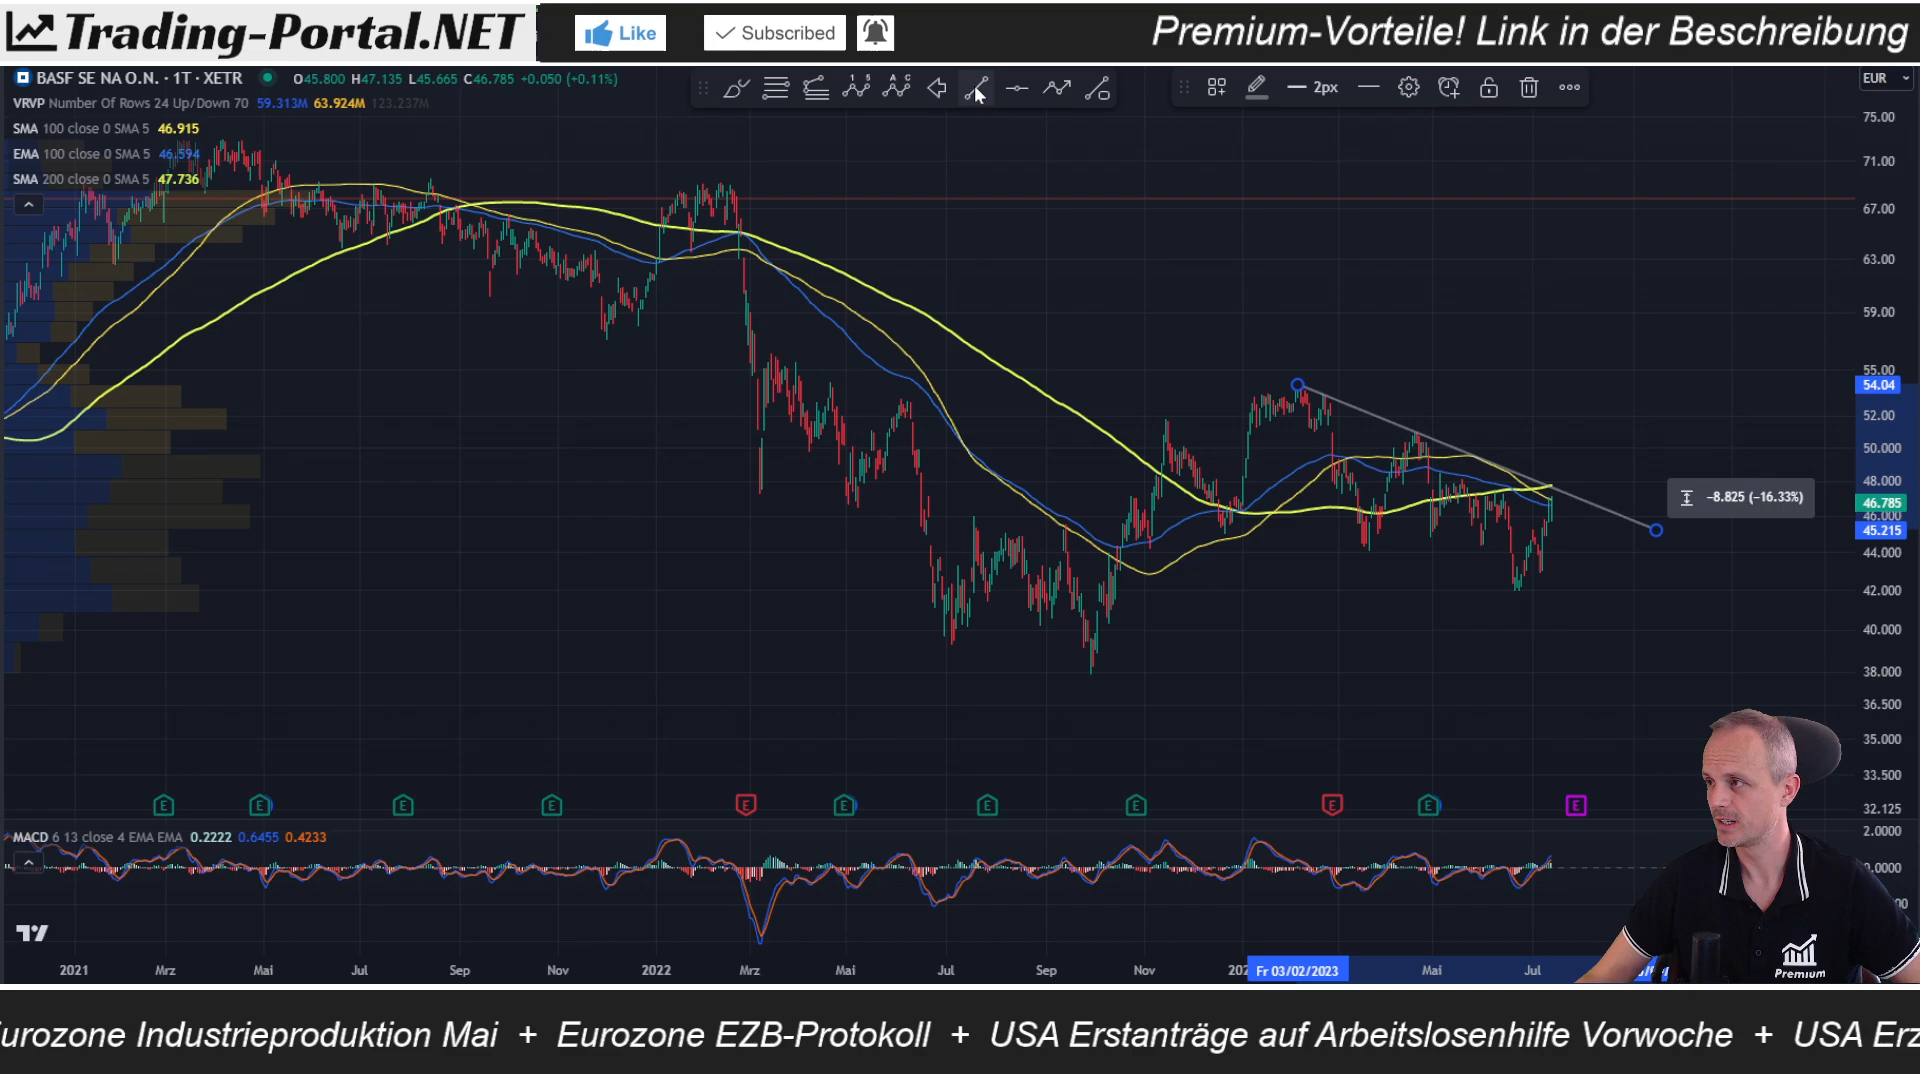 Trading-Portal.NET
Like
Subscribed
Premium-Vorteile! Link in der Beschreibung
BASF SE NA O.N. · 1T · XETR
O45.800 H47.135 L45.665 C46.785 +0.050 (+0.11%)
VRVP Number Of Rows 24 Up/Down 70 59.313M 63.924M 123.237M
SMA 100 close 0 SMA 5 46.915
EMA 100 close 0 SMA 5 46.594
SMA 200 close 0 SMA 5 47.736
2px
EUR
75.00
71.00
67.00
63.00
59.00
55.00
54.04
52.00
50.000
48.000
46.785
46.000
45.215
44.000
42.000
40.000
38.000
36.500
35.000
33.500
32.125
−8.825 (−16.33%)
E
E
E
E
E
E
E
E
E
E
E
MACD 6 13 close 4 EMA EMA 0.2222 0.6455 0.4233
2.0000
0.0000
2021
Mrz
Mai
Jul
Sep
Nov
2022
Mrz
Mai
Jul
Sep
Nov
Fr 03/02/2023
Mai
Jul
Premium
urozone Industrieproduktion Mai + Eurozone EZB-Protokoll + USA Erstanträge auf Arbeitslosenhilfe Vorwoche + USA Erz